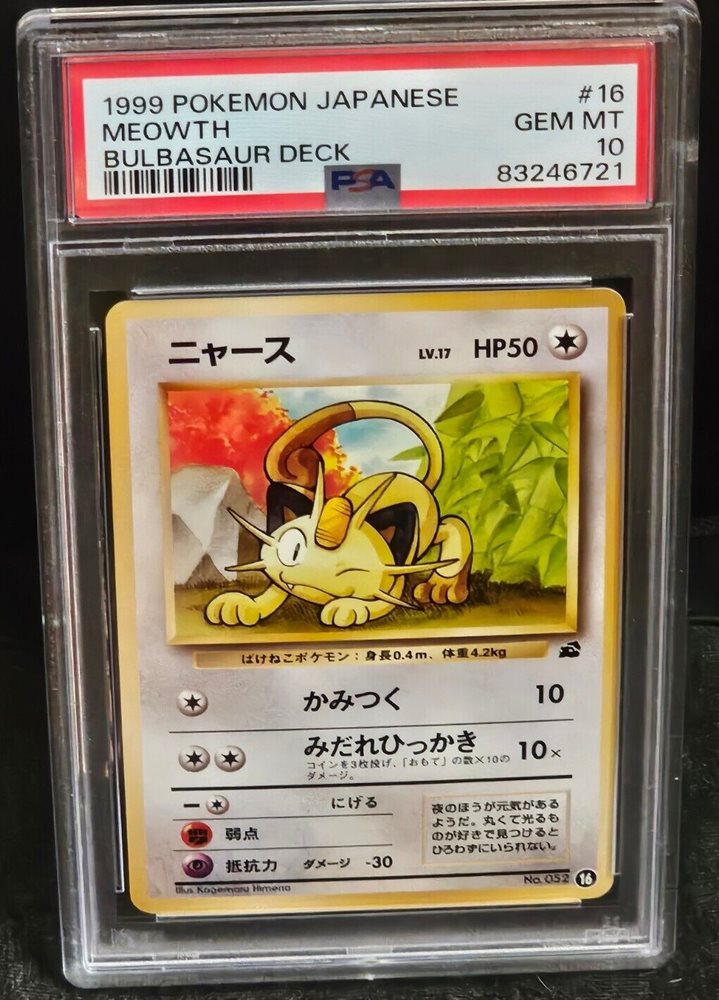 1999 POKEMON JAPANESE #16
MEOWTH GEM MT
BULBASAUR DECK 10
PSA 83246721
ニャース LV.17 HP50
ばけねこポケモン：身長0.4m、体重4.2kg
かみつく 10
みだれひっかき 10×
コインを3枚投げ、「おもて」の数×10の
ダメージ。
− にげる
弱点
抵抗力 ダメージ -30
夜のほうが元気がある
ようだ。丸くて光るも
のが好きで見つけると
ひろわずにいられない。
Illus Kagemaru Himeno No. 052 16